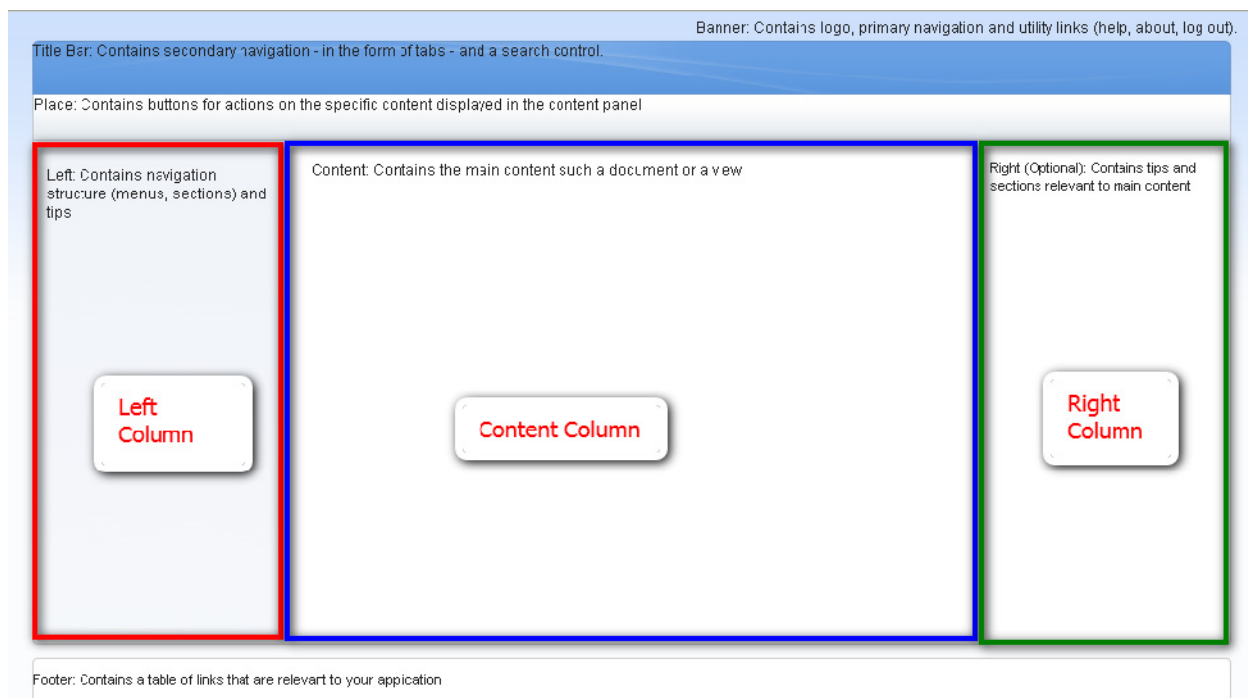 Banner: Contains logo, primary navigation and utility links (help, about, log out).
Title Bar: Contains secondary navigation - in the form of tabs - and a search control.
Place: Contains buttons for actions on the specific content displayed in the content panel
Left: Contains navigation
structure (menus, sections) and
tips
Content: Contains the main content such a document or a view
Right (Optional): Contains tips and
sections relevant to main content
Left
Column
Content Column
Right
Column
Footer: Contains a table of links that are relevant to your appication